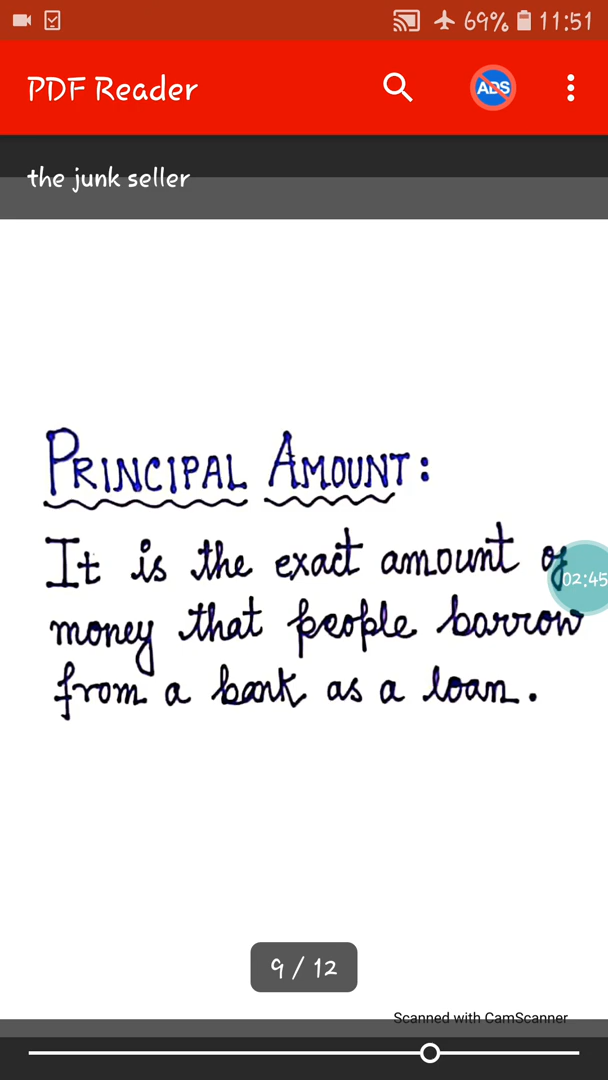 69% 11:51
PDF Reader
ADS
the junk seller
PRINCIPAL AMOUNT:
It is the exact amount of
02:45
money that people borrow
from a bank as a loan.
9 / 12
Scanned with CamScanner